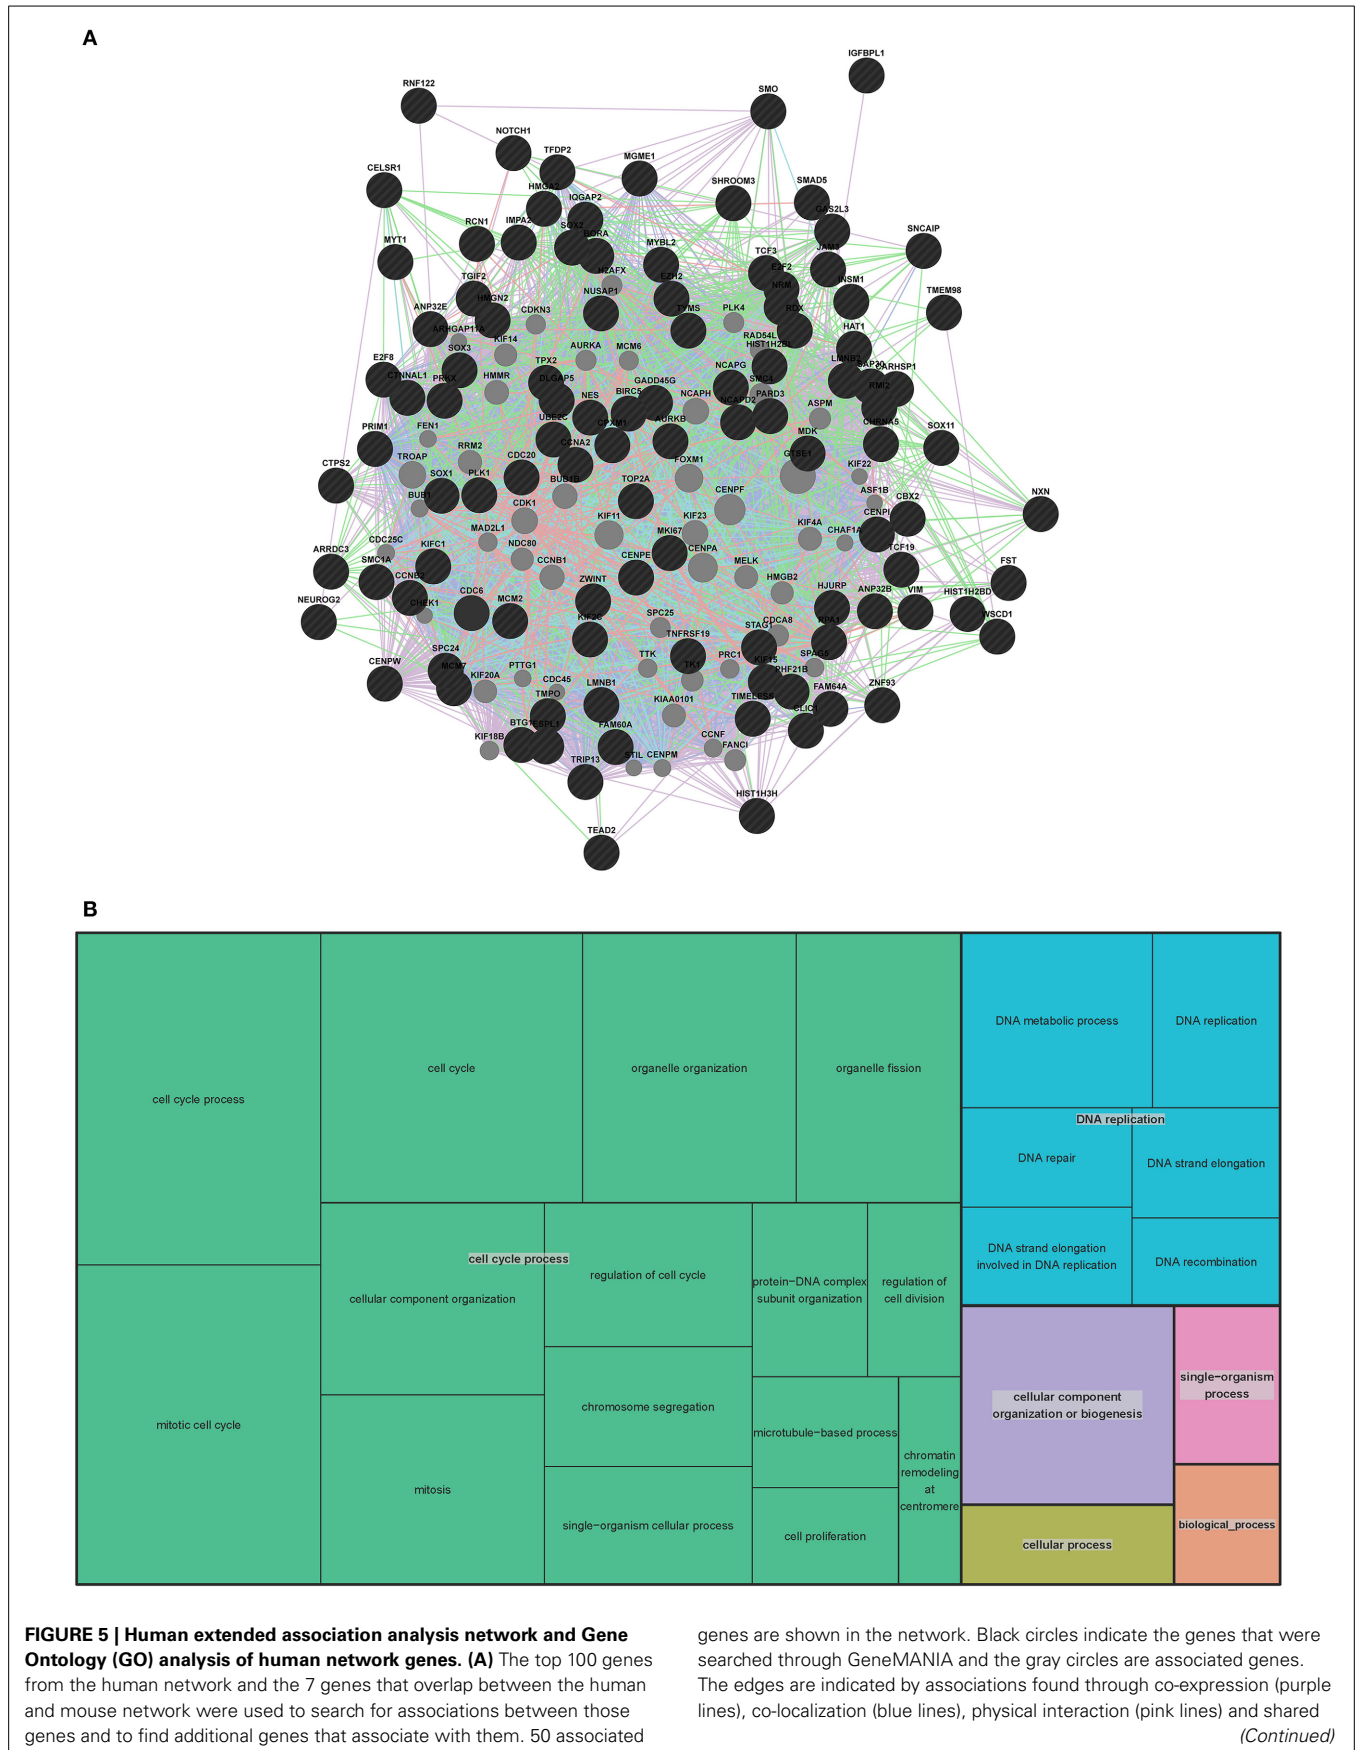 A
IGFBPL1
RNF122
SMO
NOTCH1
TFDP2
MGME1
CELSR1
SHROOM3
SMAD5
HMGA2
IQGAP2
GAS2L3
RCN1
IMPA2
SOX2
BORA
SNCAIP
MYT1
MYBL2
TCF3
JAM3
E2F2
H2AFX
EZH2
TGIF2
NRM
INSM1
TMEM98
HMGN2
NUSAP1
ANP32E
CDKN3
TYMS
PLK4
RDX
ARHGAP11A
RAD54L
HAT1
KIF14
AURKA
MCM6
HIST1H2BL
SOX3
E2F8
TPX2
NCAPG
LMNB2
SAP30
CARHSP1
CTNNAL1
PRKX
HMMR
DLGAP5
GADD45G
SMC4
RMI2
NES
BIRC5
NCAPH
NCAPD2
PARD3
ASPM
PRIM1
FEN1
UBE2C
CPXM1
AURKB
CHRNA5
SOX11
MDK
CCNA2
RRM2
TROAP
CDC20
FOXM1
GTSE1
CTPS2
SOX1
PLK1
BUB1B
KIF22
BUB1
TOP2A
CENPF
ASF1B
NXN
CDK1
CBX2
CENPI
MAD2L1
KIF11
MKI67
KIF23
KIF4A
CHAF1A
CDC25C
NDC80
KIFC1
TCF19
ARRDC3
CENPE
CENPA
MELK
FST
SMC1A
CCNB1
CCNB2
ZWINT
HMGB2
HJURP
ANP32B
VIM
HIST1H2BD
NEUROG2
CHEK1
CDC6
MCM2
WSCD1
KIF2C
SPC25
STAG1
CDCA8
RPA1
TNFRSF19
SPC24
CENPW
MCM7
PTTG1
TTK
TK1
PRC1
KIF15
SPAG5
PHF21B
KIF20A
CDC45
LMNB1
TMPO
KIAA0101
TIMELESS
FAM64A
ZNF93
CLIC1
BTG1
ESPL1
FAM60A
KIF18B
CCNF
FANCI
TRIP13
STIL
CENPM
HIST1H3H
TEAD2
B
cell cycle process
cell cycle
organelle organization
organelle fission
DNA metabolic process
DNA replication
DNA replication
DNA repair
DNA strand elongation
DNA strand elongation
involved in DNA replication
DNA recombination
cell cycle process
cellular component organization
regulation of cell cycle
protein−DNA complex
subunit organization
regulation of
cell division
mitotic cell cycle
mitosis
chromosome segregation
single−organism cellular process
microtubule−based process
cell proliferation
chromatin
remodeling
at
centromere
cellular component
organization or biogenesis
single−organism
process
cellular process
biological_process
FIGURE 5 | Human extended association analysis network and Gene
Ontology (GO) analysis of human network genes. (A) The top 100 genes
from the human network and the 7 genes that overlap between the human
and mouse network were used to search for associations between those
genes and to find additional genes that associate with them. 50 associated
genes are shown in the network. Black circles indicate the genes that were
searched through GeneMANIA and the gray circles are associated genes.
The edges are indicated by associations found through co-expression (purple
lines), co-localization (blue lines), physical interaction (pink lines) and shared
(Continued)